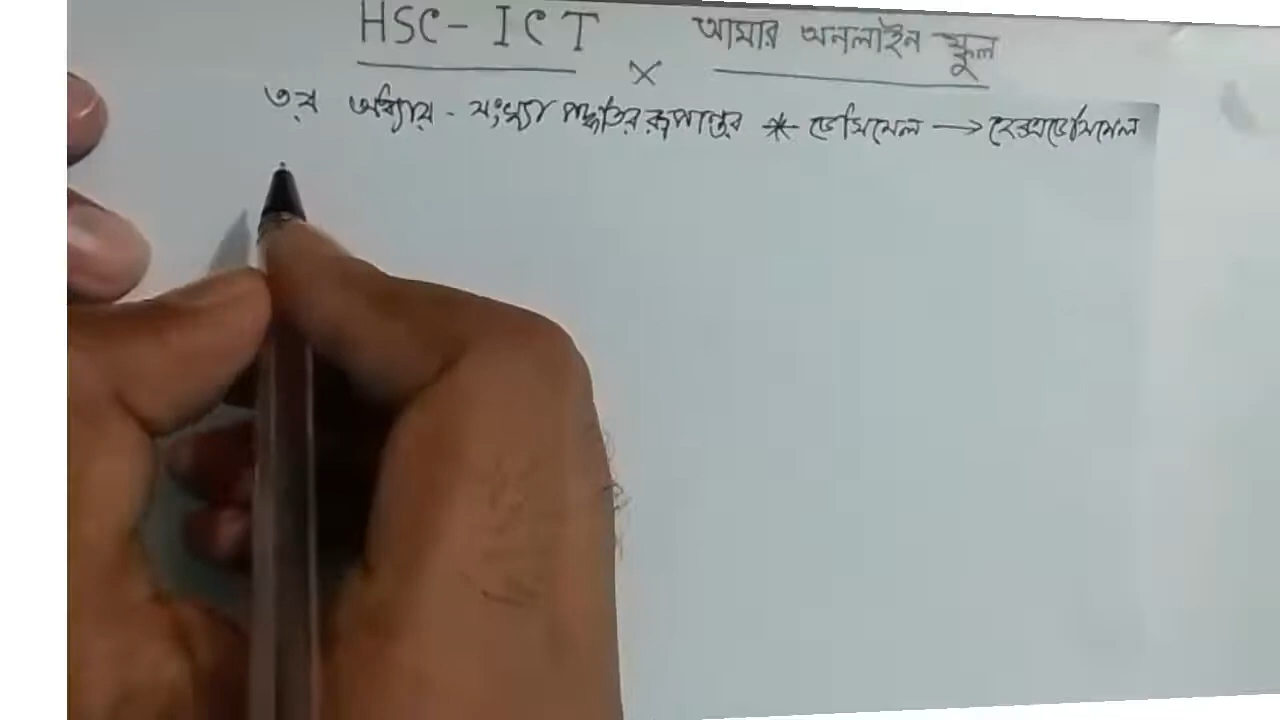 HSC - ICT × আমার অনলাইন স্কুল
৩য় অধ্যায় - সংখ্যা পদ্ধতির রূপান্তর * ডেসিমেল → হেক্সাডেসিমেল